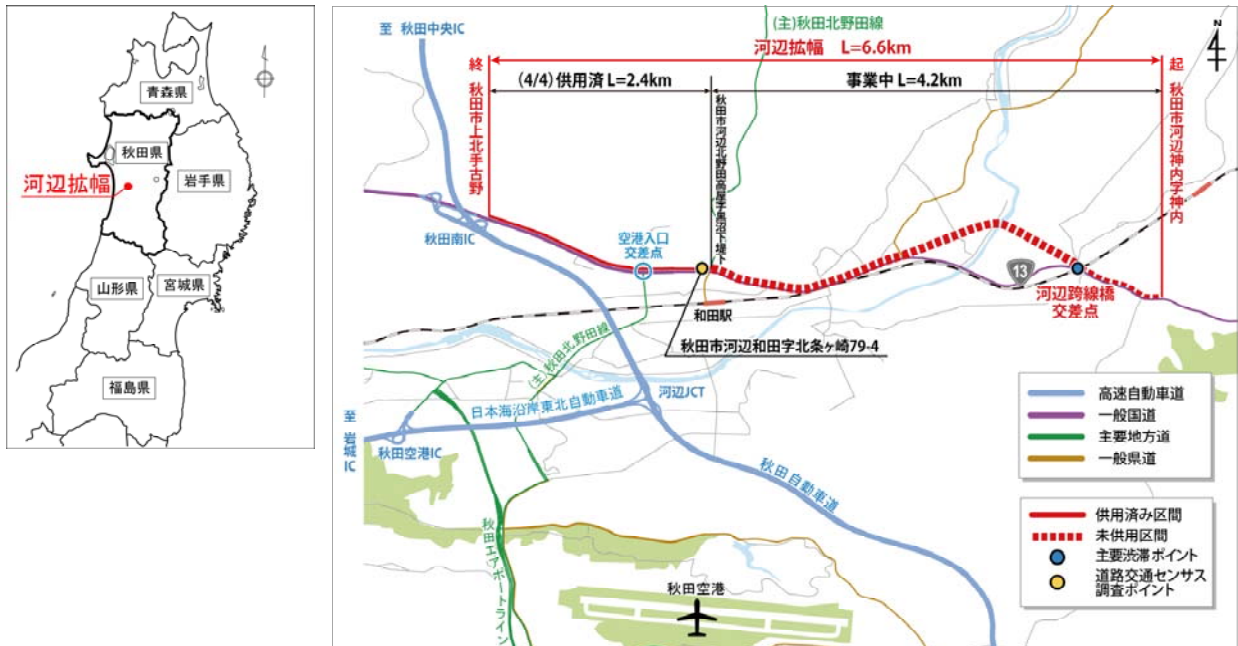 青森県
秋田県
岩手県
河辺拡幅
山形県
宮城県
福島県
至 秋田中央IC
(主)秋田北野田線
河辺拡幅 L=6.6km
N
4
終 秋田市上北手古野
(4/4)供用済 L=2.4km
秋田市河辺北野田高屋字黒沼下堤下
事業中 L=4.2km
起 秋田市河辺神内字神内
秋田南IC
空港入口
交差点
13
河辺跨線橋
交差点
和田駅
秋田市河辺和田字北条ヶ崎79-4
(主)秋田北野田線
日本海沿岸東北自動車道
河辺JCT
至 岩城IC
秋田空港IC
秋田自動車道
秋田エアポートライン
秋田空港
高速自動車道
一般国道
主要地方道
一般県道
供用済み区間
未供用区間
主要渋滞ポイント
道路交通センサス
調査ポイント